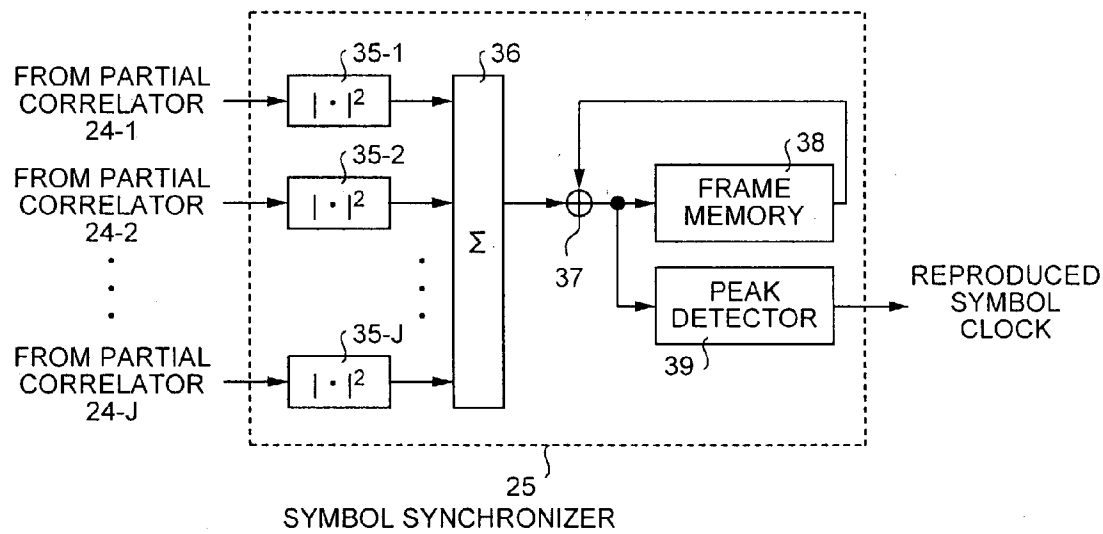 FROM PARTIAL
CORRELATOR
24-1
35-1
| • |²
FROM PARTIAL
CORRELATOR
24-2
35-2
| • |²
FROM PARTIAL
CORRELATOR
24-J
35-J
| • |²
36
Σ
37
38
FRAME
MEMORY
PEAK
DETECTOR
39
REPRODUCED
SYMBOL
CLOCK
25
SYMBOL SYNCHRONIZER